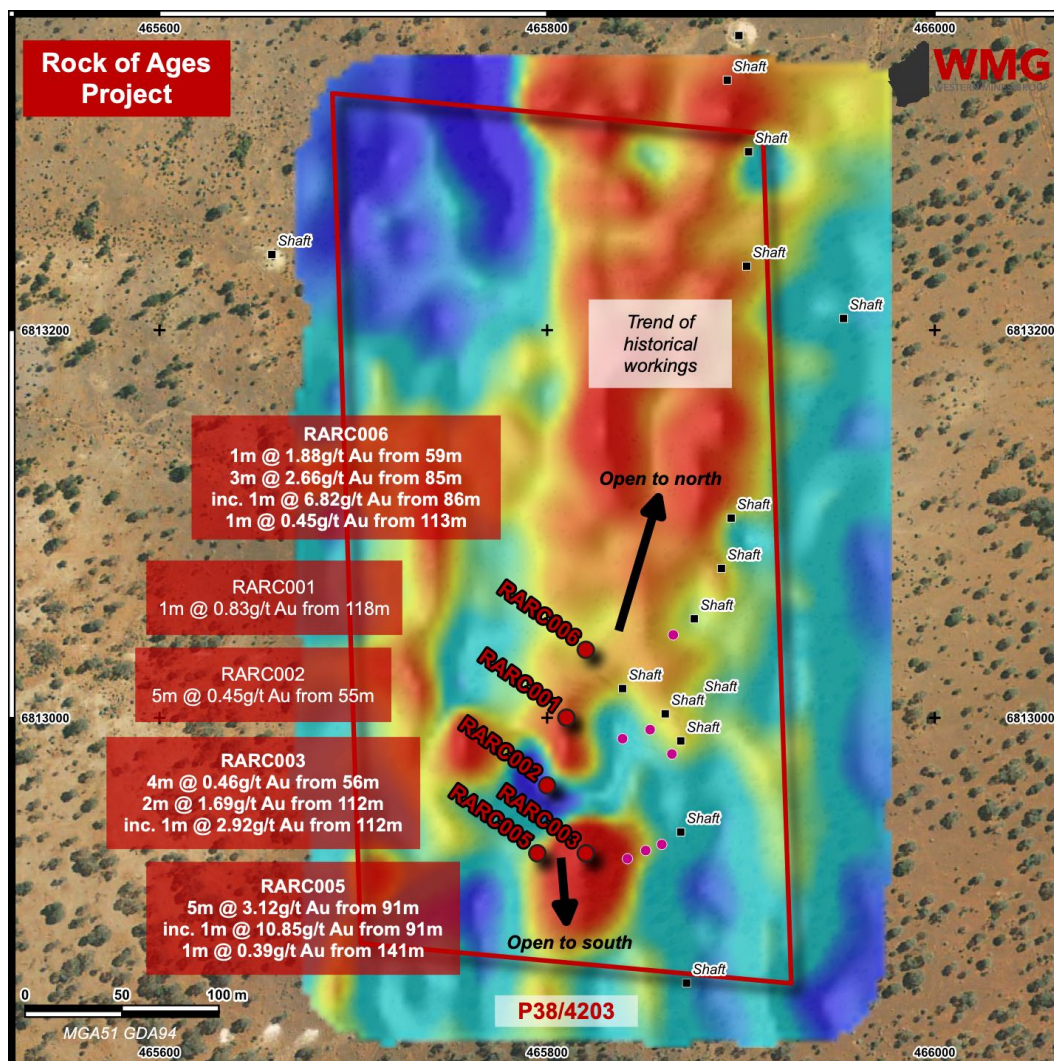 465600
465800
466000
Rock of Ages
Project
WMG
WESTERN MINES GROUP
Shaft
Shaft
Shaft
Shaft
Shaft
6813200
6813200
Trend of
historical
workings
RARC006
1m @ 1.88g/t Au from 59m
3m @ 2.66g/t Au from 85m
inc. 1m @ 6.82g/t Au from 86m
1m @ 0.45g/t Au from 113m
Open to north
Shaft
Shaft
RARC001
1m @ 0.83g/t Au from 118m
RARC006
Shaft
RARC002
5m @ 0.45g/t Au from 55m
RARC001
Shaft
Shaft
Shaft
6813000
6813000
RARC003
4m @ 0.46g/t Au from 56m
2m @ 1.69g/t Au from 112m
inc. 1m @ 2.92g/t Au from 112m
RARC002
RARC003
RARC005
Shaft
RARC005
5m @ 3.12g/t Au from 91m
inc. 1m @ 10.85g/t Au from 91m
1m @ 0.39g/t Au from 141m
Open to south
Shaft
0 50 100 m
MGA51 GDA94
P38/4203
465600
465800
466000